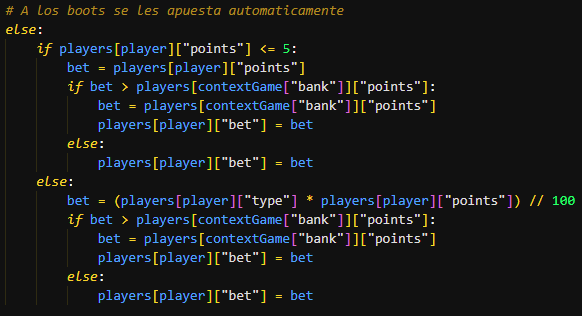 # A los boots se les apuesta automaticamente
else:
    if players[player]["points"] <= 5:
        bet = players[player]["points"]
        if bet > players[contextGame["bank"]]["points"]:
            bet = players[contextGame["bank"]]["points"]
            players[player]["bet"] = bet
        else:
            players[player]["bet"] = bet
    else:
        bet = (players[player]["type"] * players[player]["points"]) // 100
        if bet > players[contextGame["bank"]]["points"]:
            bet = players[contextGame["bank"]]["points"]
            players[player]["bet"] = bet
        else:
            players[player]["bet"] = bet